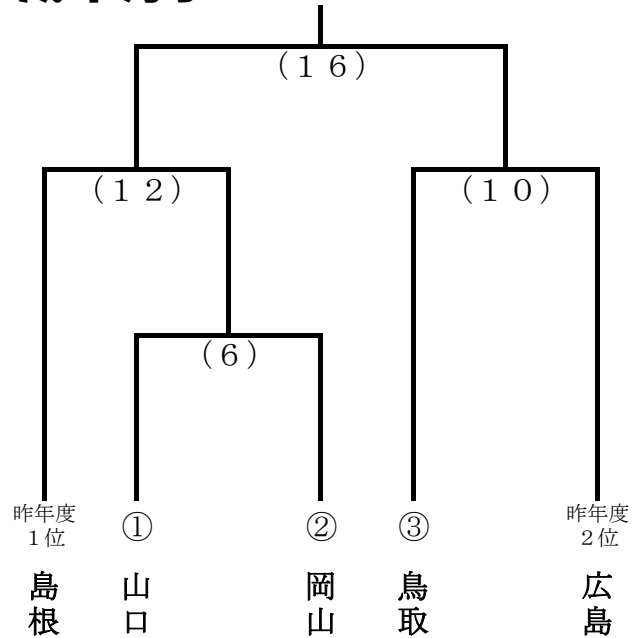 （１６）
（１２）
（１０）
（６）
昨年度
１位
①
②
③
昨年度
２位
島根
山口
岡山
鳥取
広島